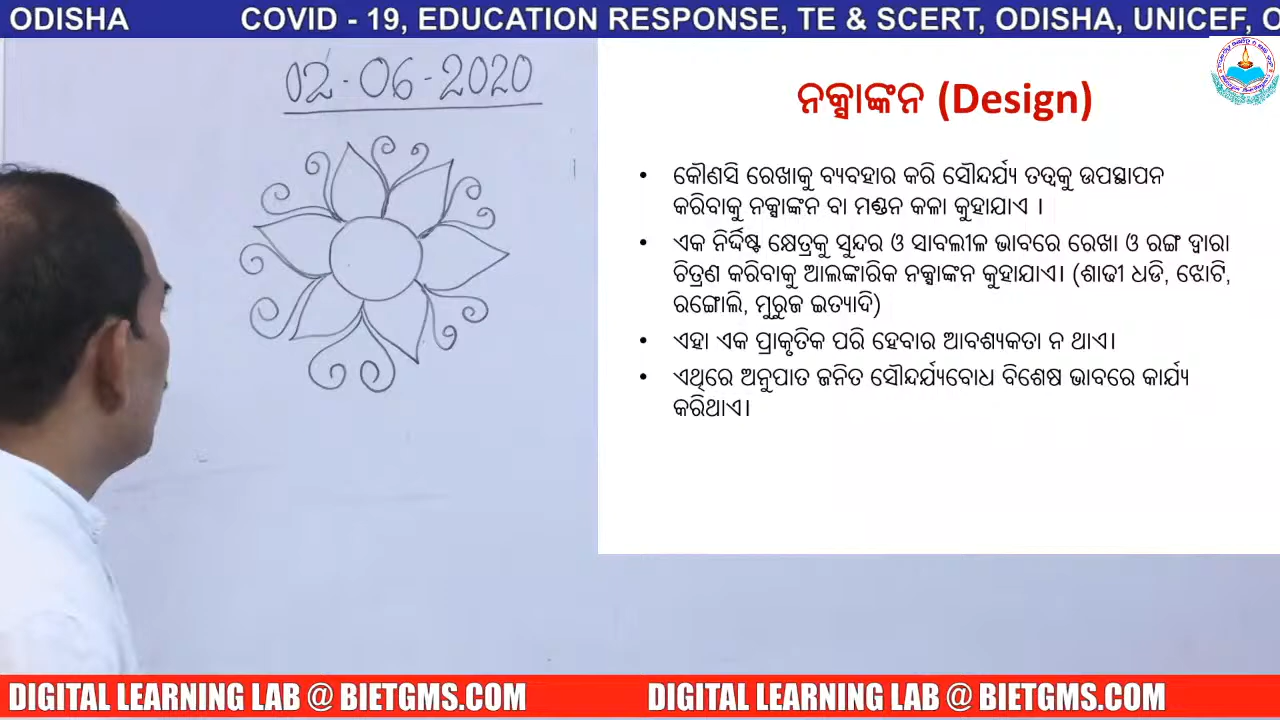 ODISHA COVID - 19, EDUCATION RESPONSE, TE & SCERT, ODISHA, UNICEF,
02-06-2020
ନକ୍ସାଙ୍କନ (Design)
• କୌଣସି ରେଖାକୁ ବ୍ୟବହାର କରି ସୌନ୍ଦର୍ଯ୍ୟ ତତ୍ତ୍ୱକୁ ଉପସ୍ଥାପନ
କରିବାକୁ ନକ୍ସାଙ୍କନ ବା ମଣ୍ଡନ କଳା କୁହାଯାଏ ।
• ଏକ ନିର୍ଦ୍ଦିଷ୍ଟ କ୍ଷେତ୍ରକୁ ସୁନ୍ଦର ଓ ସାବଲୀଳ ଭାବରେ ରେଖା ଓ ରଙ୍ଗ ଦ୍ୱାରା
ଚିତ୍ରଣ କରିବାକୁ ଆଲଙ୍କାରିକ ନକ୍ସାଙ୍କନ କୁହାଯାଏ। (ଶାଢୀ ଧଡି, ଝୋଟି,
ରଙ୍ଗୋଲି, ମୁରୁଜ ଇତ୍ୟାଦି)
• ଏହା ଏକ ପ୍ରାକୃତିକ ପରି ହେବାର ଆବଶ୍ୟକତା ନ ଥାଏ।
• ଏଥିରେ ଅନୁପାତ ଜନିତ ସୌନ୍ଦର୍ଯ୍ୟବୋଧ ବିଶେଷ ଭାବରେ କାର୍ଯ୍ୟ
କରିଥାଏ।
DIGITAL LEARNING LAB @ BIETGMS.COM DIGITAL LEARNING LAB @ BIETGMS.COM